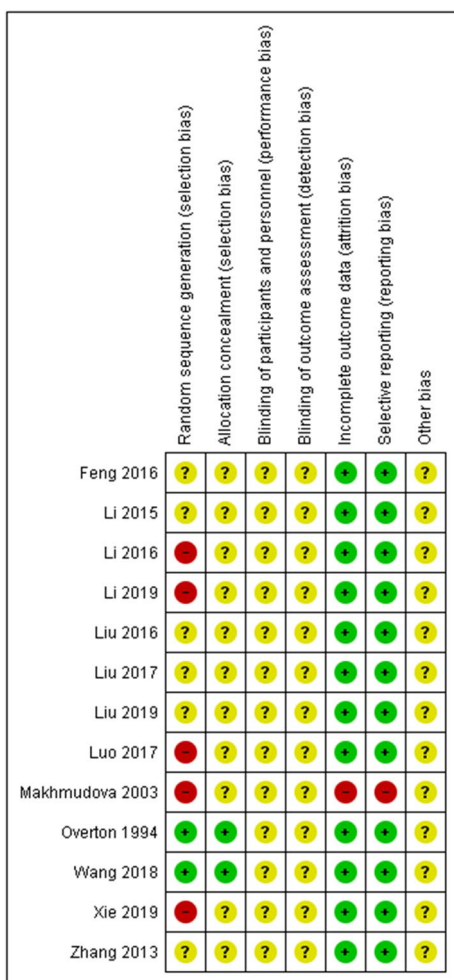 Random sequence generation (selection bias)
Allocation concealment (selection bias)
Blinding of participants and personnel (performance bias)
Blinding of outcome assessment (detection bias)
Incomplete outcome data (attrition bias)
Selective reporting (reporting bias)
Other bias
Feng 2016 ? ? ? ? + + ?
Li 2015 ? ? ? ? + + ?
Li 2016 - ? ? ? + + ?
Li 2019 - ? ? ? + + ?
Liu 2016 ? ? ? ? + + ?
Liu 2017 ? ? ? ? + + ?
Liu 2019 ? ? ? ? + + ?
Luo 2017 - ? ? ? + + ?
Makhmudova 2003 - ? ? ? - - ?
Overton 1994 + + ? ? + + ?
Wang 2018 + + ? ? + + ?
Xie 2019 - ? ? ? + + ?
Zhang 2013 ? ? ? ? + + ?